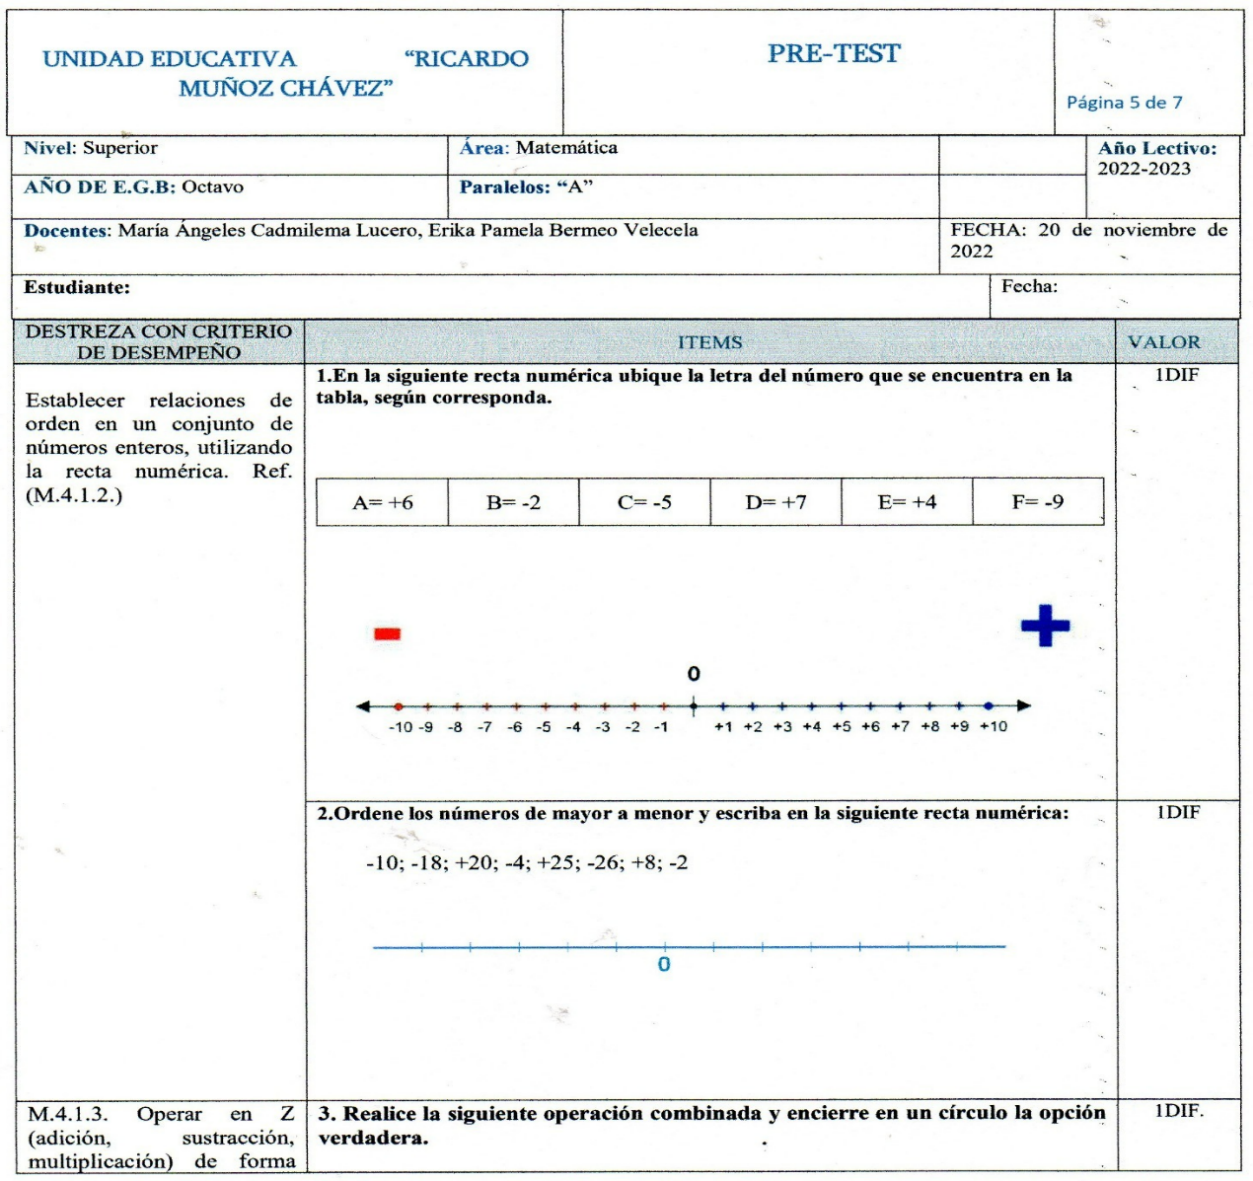 UNIDAD EDUCATIVA “RICARDO
MUÑOZ CHÁVEZ”
PRE-TEST
Página 5 de 7
Nivel: Superior
Área: Matemática
Año Lectivo:
2022-2023
AÑO DE E.G.B: Octavo
Paralelos: “A”
Docentes: María Ángeles Cadmilema Lucero, Erika Pamela Bermeo Velecela
FECHA: 20 de noviembre de
2022
Estudiante:
Fecha:
DESTREZA CON CRITERIO
DE DESEMPEÑO
ITEMS
VALOR
Establecer relaciones de
orden en un conjunto de
números enteros, utilizando
la recta numérica. Ref.
(M.4.1.2.)
1.En la siguiente recta numérica ubique la letra del número que se encuentra en la
tabla, según corresponda.
1DIF
A= +6 B= -2 C= -5 D= +7 E= +4 F= -9
- +
0
-10 -9 -8 -7 -6 -5 -4 -3 -2 -1 +1 +2 +3 +4 +5 +6 +7 +8 +9 +10
2.Ordene los números de mayor a menor y escriba en la siguiente recta numérica:
1DIF
-10; -18; +20; -4; +25; -26; +8; -2
0
M.4.1.3. Operar en Z
(adición, sustracción,
multiplicación) de forma
3. Realice la siguiente operación combinada y encierre en un círculo la opción
verdadera.
1DIF.